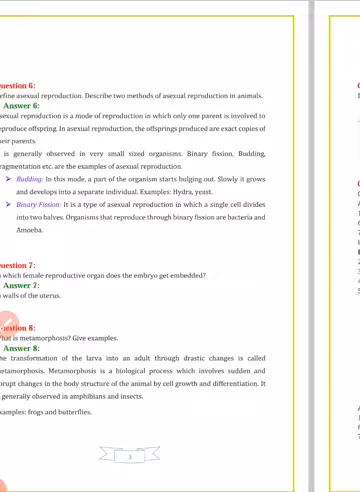 uestion 6:
efine asexual reproduction. Describe two methods of asexual reproduction in animals.
Answer 6:
sexual reproduction is a mode of reproduction in which only one parent is involved to
eproduce offspring. In asexual reproduction, the offsprings produced are exact copies of
heir parents.
is generally observed in very small sized organisms. Binary fission, Budding,
ragmentation etc. are the examples of asexual reproduction.
➤ Budding: In this mode, a part of the organism starts bulging out. Slowly it grows
and develops into a separate individual. Examples: Hydra, yeast.
➤ Binary Fission: It is a type of asexual reproduction in which a single cell divides
into two halves. Organisms that reproduce through binary fission are bacteria and
Amoeba.
uestion 7:
which female reproductive organ does the embryo get embedded?
Answer 7:
walls of the uterus.
uestion 8:
hat is metamorphosis? Give examples.
Answer 8:
he transformation of the larva into an adult through drastic changes is called
etamorphosis. Metamorphosis is a biological process which involves sudden and
brupt changes in the body structure of the animal by cell growth and differentiation. It
generally observed in amphibians and insects.
xamples: frogs and butterflies.
3